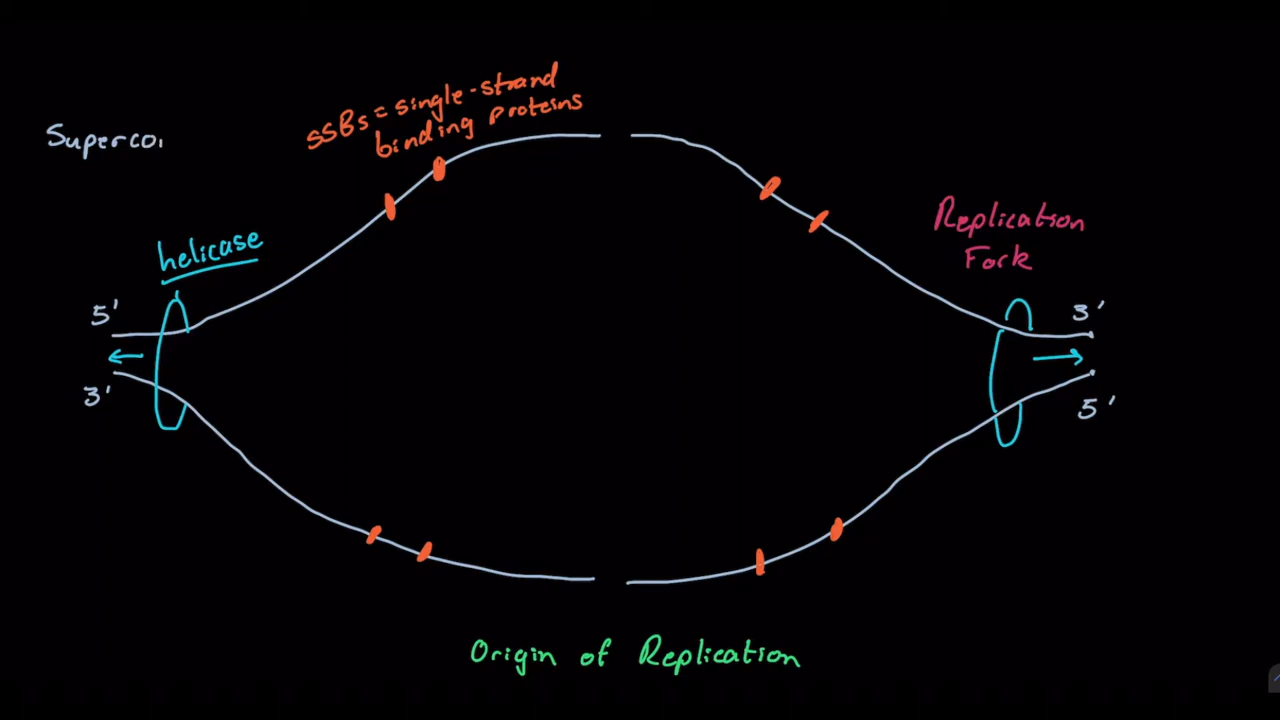 SSBs = single-strand
binding proteins
Superco
helicase
Replication
Fork
5'
3'
3'
5'
Origin of Replication